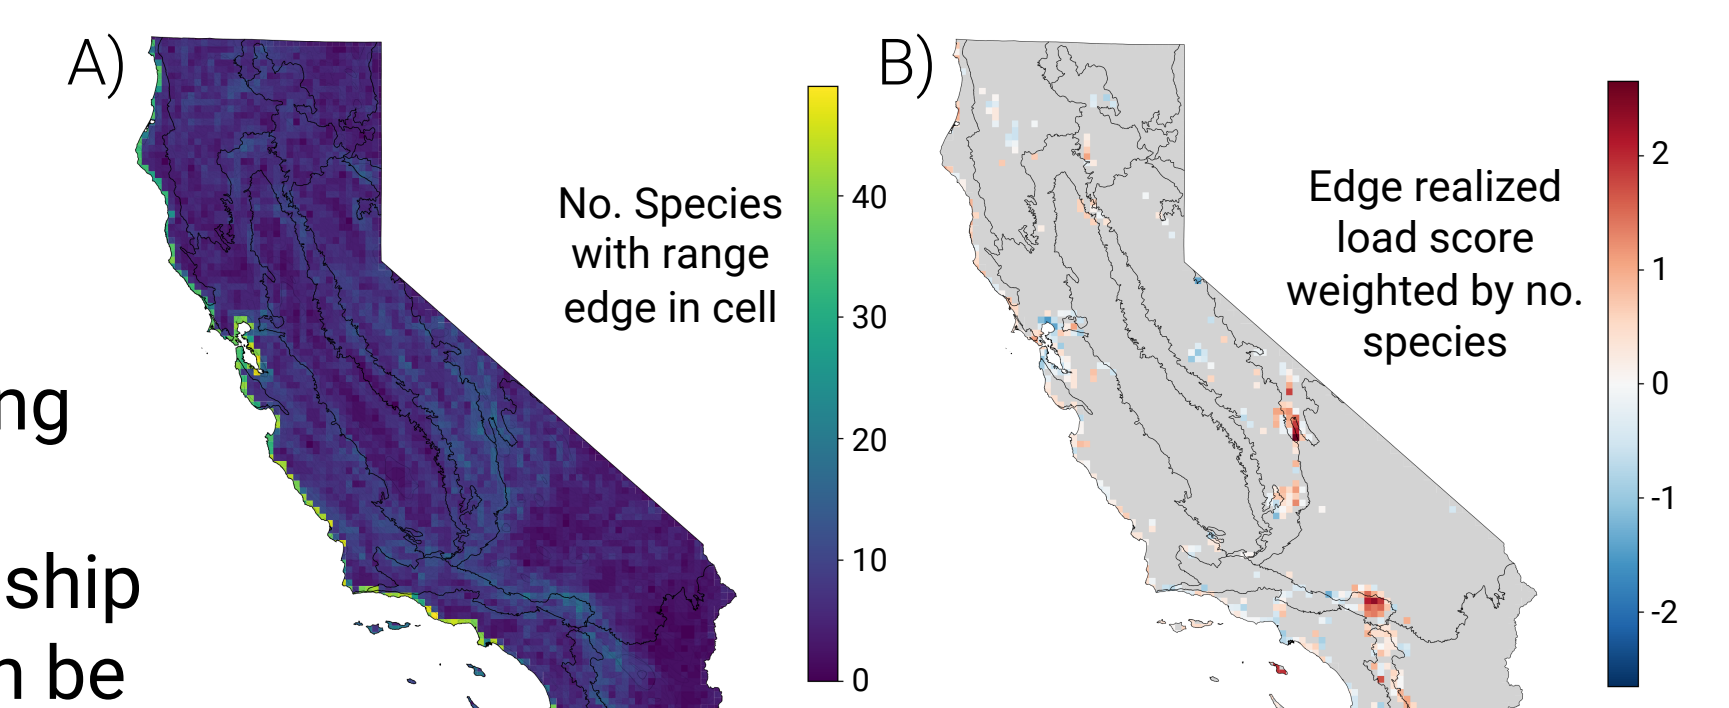 A)
No. Species
with range
edge in cell
40
30
20
10
0
B)
Edge realized
load score
weighted by no.
species
2
1
0
-1
-2
ng
ship
n be